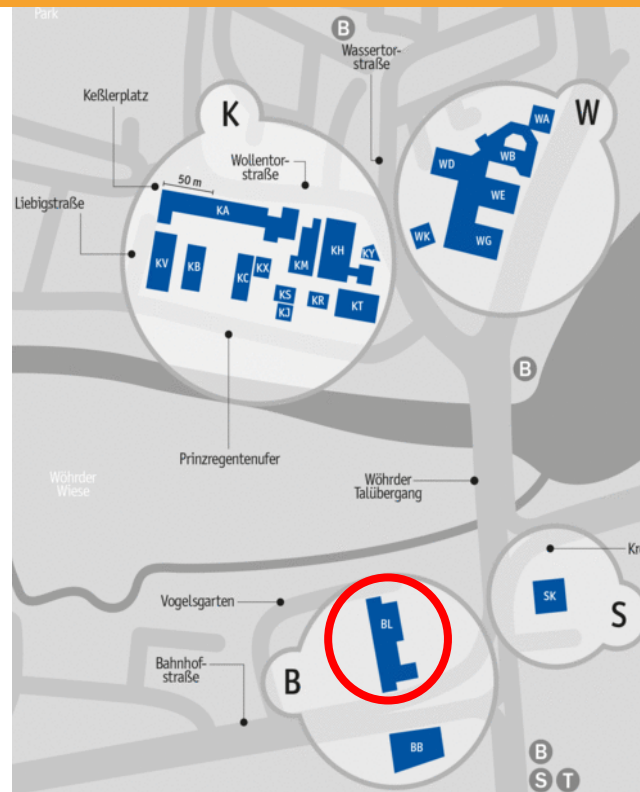 Park
B
Wassertor-
straße
Keßlerplatz
K
W
WA
Wollentor-
straße
WB
WD
50 m
WE
Liebigstraße
KA
WK
WG
KH
KY
KV
KB
KC
KX
KM
KS
KR
KT
KJ
B
Prinzregentenufer
Wöhrder
Wiese
Wöhrder
Talübergang
Kre
SK
Vogelsgarten
BL
S
Bahnhof-
straße
B
BB
B
S T